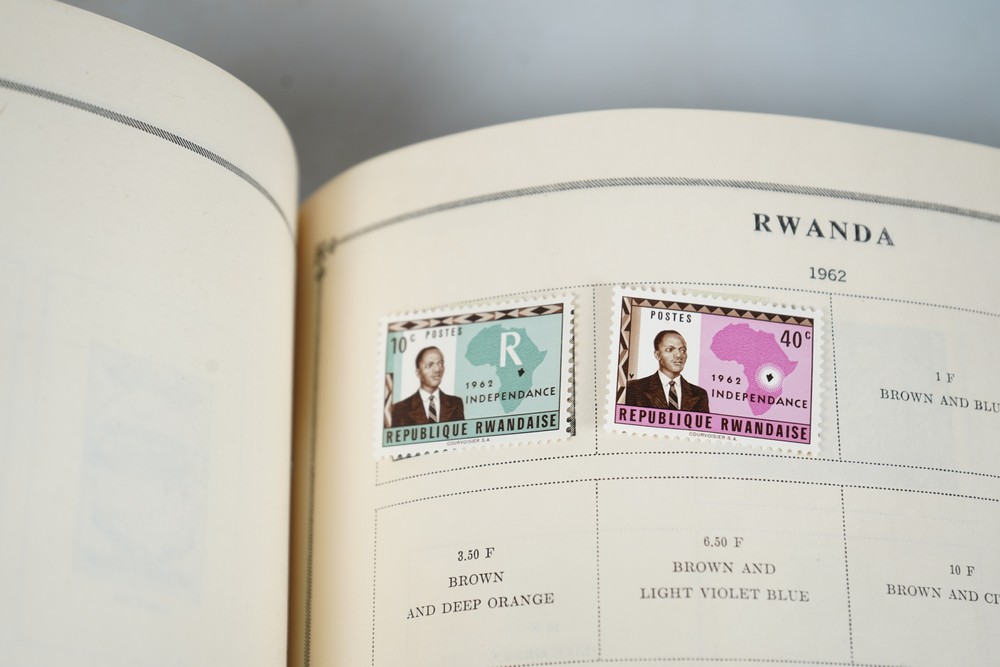 RWANDA
1962
10c POSTES
R
1962
INDEPENDANCE
REPUBLIQUE RWANDAISE
COURVOISIER S.A.
POSTES
40c
1962
INDEPENDANCE
REPUBLIQUE RWANDAISE
COURVOISIER S.A.
1 F
BROWN AND BLU
3.50 F
BROWN
AND DEEP ORANGE
6.50 F
BROWN AND
LIGHT VIOLET BLUE
10 F
BROWN AND CI